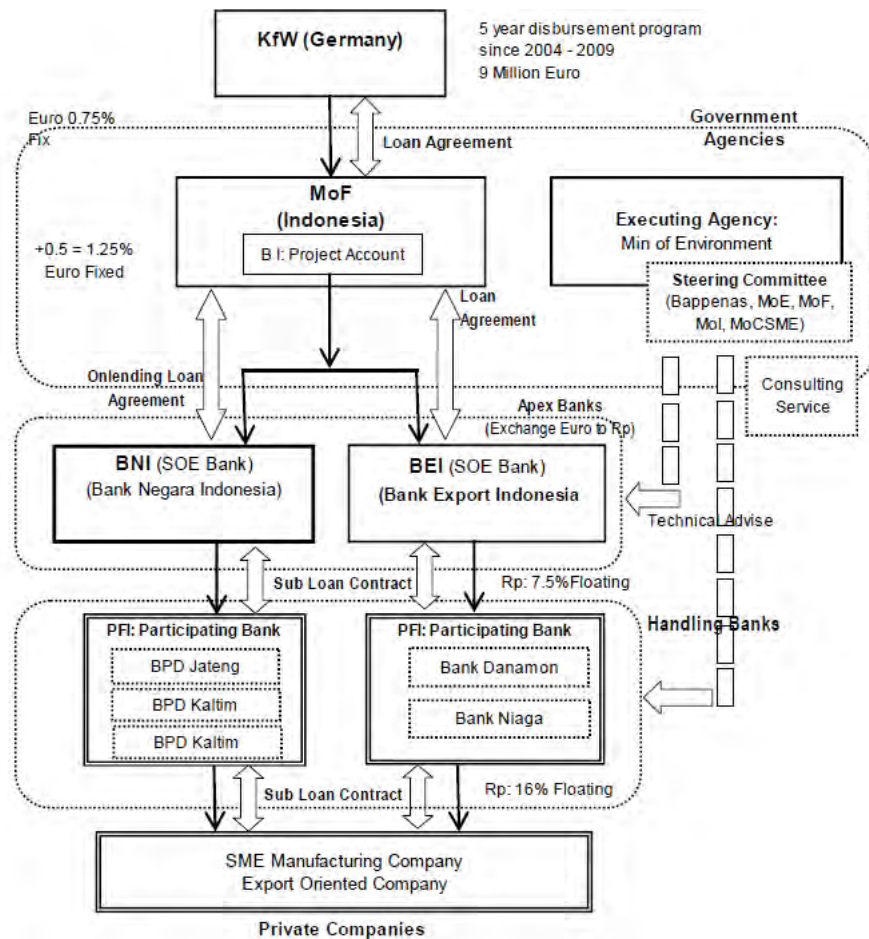 KfW (Germany)
5 year disbursement program
since 2004 - 2009
9 Million Euro
Euro 0.75%
Fix
Loan Agreement
Government
Agencies
MoF
(Indonesia)
B I: Project Account
+0.5 = 1.25%
Euro Fixed
Executing Agency:
Min of Environment
Steering Committee
(Bappenas, MoE, MoF,
MoI, MoCSME)
Loan
Agreement
Onlending Loan
Agreement
Consulting
Service
Apex Banks
(Exchange Euro to Rp)
BNI (SOE Bank)
(Bank Negara Indonesia)
BEI (SOE Bank)
(Bank Export Indonesia
Technical Advise
Sub Loan Contract
Rp: 7.5%Floating
Handling Banks
PFI: Participating Bank
BPD Jateng
BPD Kaltim
BPD Kaltim
PFI: Participating Bank
Bank Danamon
Bank Niaga
Sub Loan Contract
Rp: 16% Floating
SME Manufacturing Company
Export Oriented Company
Private Companies